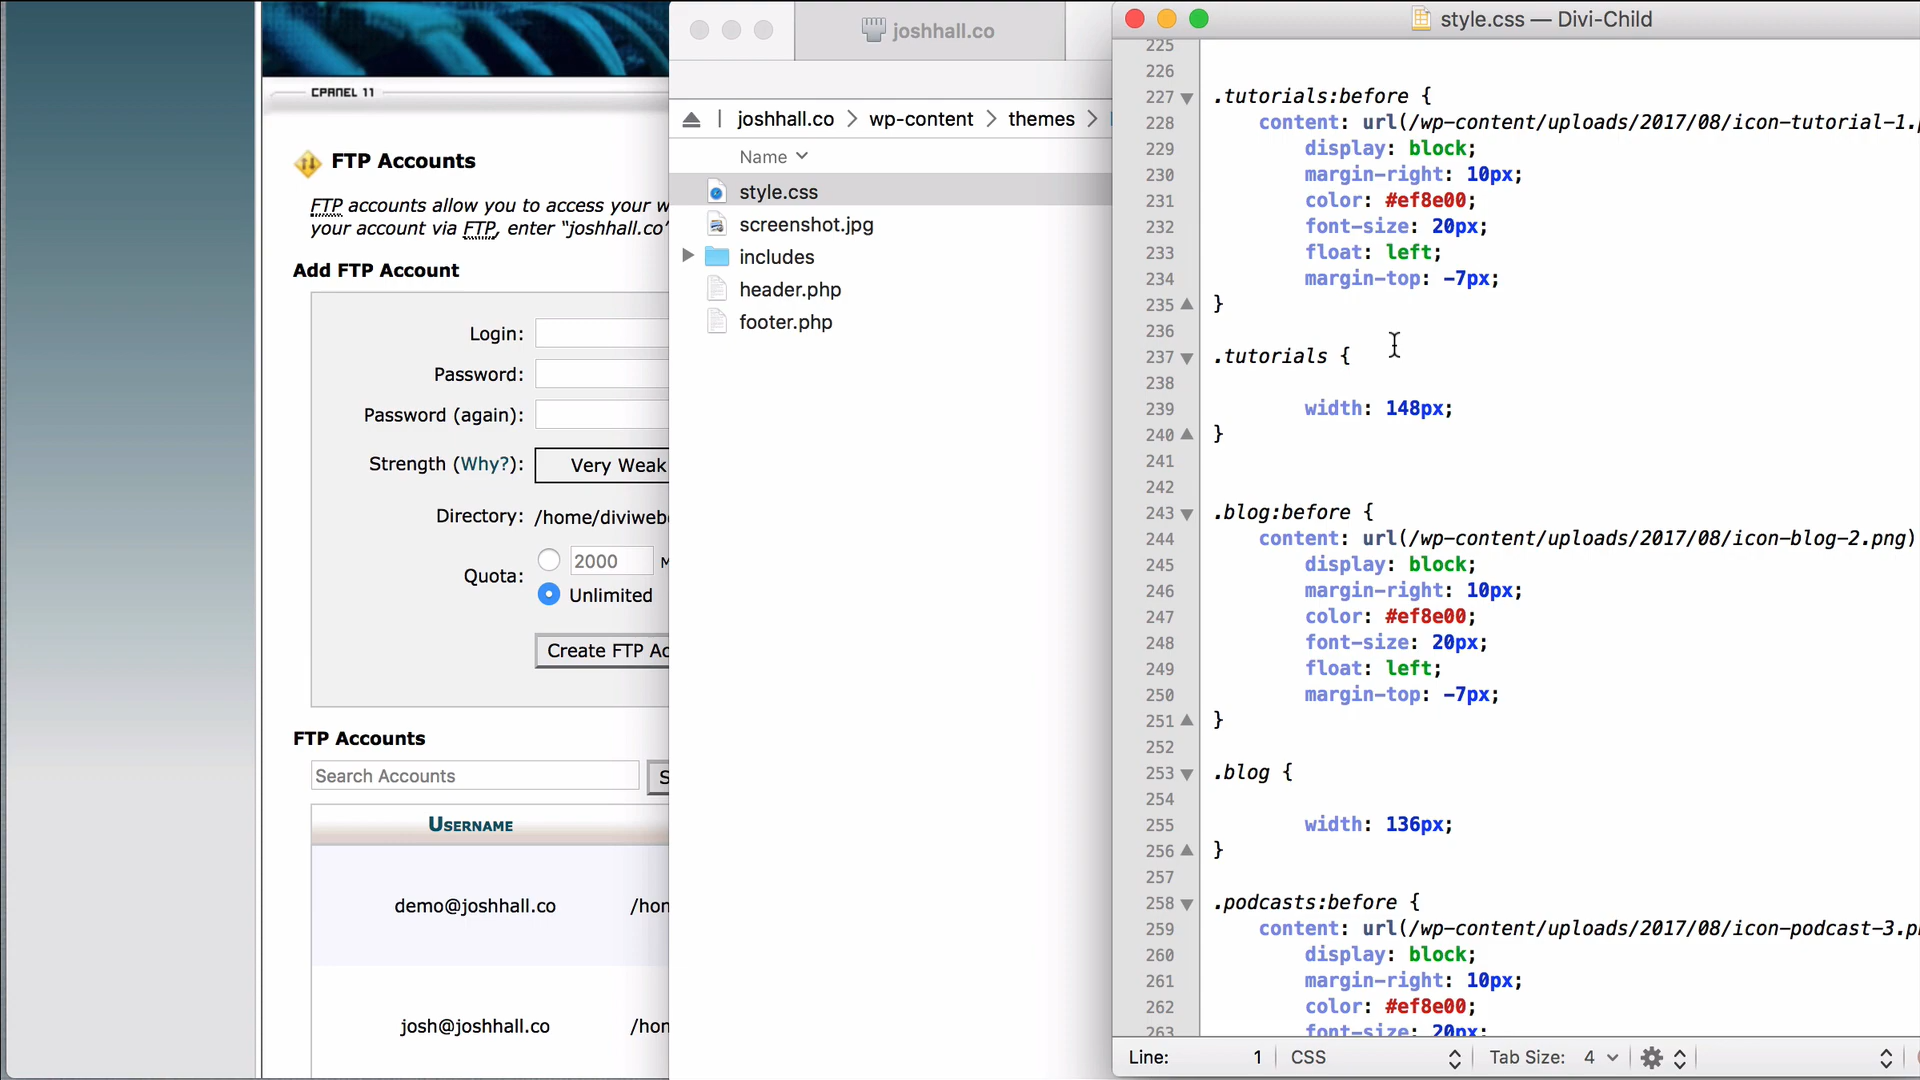 CPANEL 11
FTP Accounts
FTP accounts allow you to access your w
your account via FTP, enter “joshhall.co”
Add FTP Account
Login:
Password:
Password (again):
Strength (Why?):
Very Weak
Directory:
/home/diviweb
Quota:
2000
M
Unlimited
Create FTP Ac
FTP Accounts
Search Accounts
S
USERNAME
demo@joshhall.co
/hom
josh@joshhall.co
/hom
joshhall.co
joshhall.co > wp-content > themes >
Name
style.css
screenshot.jpg
includes
header.php
footer.php
style.css — Divi-Child
225
226
227 .tutorials:before {
228 content: url(/wp-content/uploads/2017/08/icon-tutorial-1.p
229 display: block;
230 margin-right: 10px;
231 color: #ef8e00;
232 font-size: 20px;
233 float: left;
234 margin-top: -7px;
235 }
236
237 .tutorials {
238
239 width: 148px;
240 }
241
242
243 .blog:before {
244 content: url(/wp-content/uploads/2017/08/icon-blog-2.png)
245 display: block;
246 margin-right: 10px;
247 color: #ef8e00;
248 font-size: 20px;
249 float: left;
250 margin-top: -7px;
251 }
252
253 .blog {
254
255 width: 136px;
256 }
257
258 .podcasts:before {
259 content: url(/wp-content/uploads/2017/08/icon-podcast-3.p
260 display: block;
261 margin-right: 10px;
262 color: #ef8e00;
263 font-size: 20px;
Line: 1
CSS
Tab Size: 4